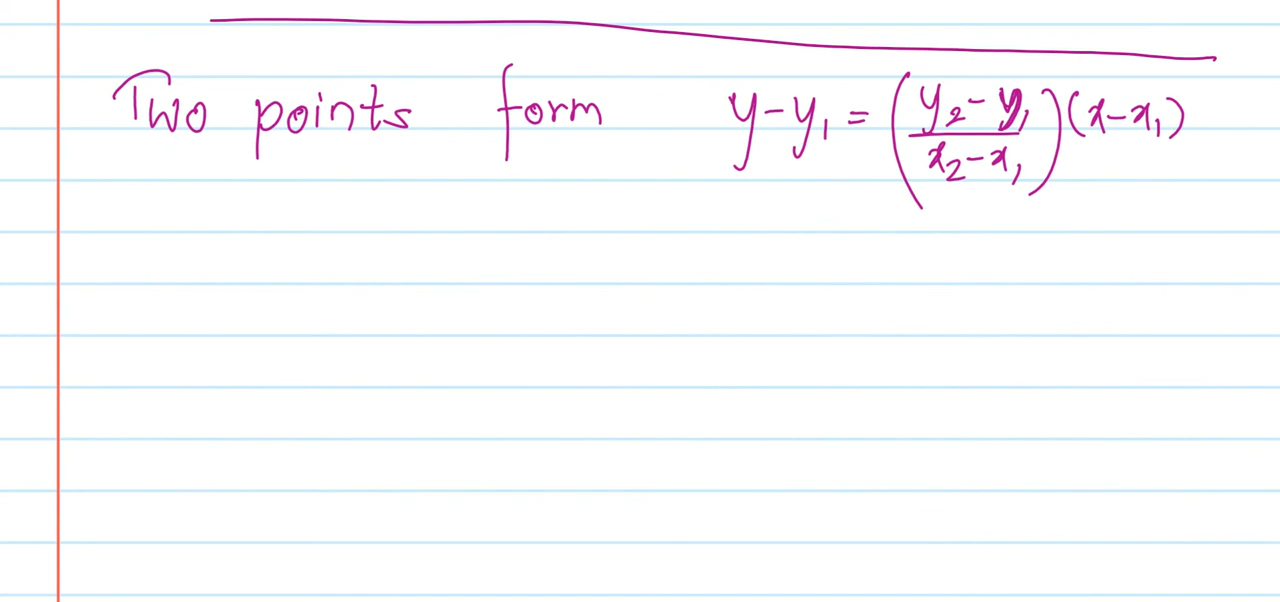 Two points form y-y₁ = (y₂-y₁/x₂-x₁)(x-x₁)